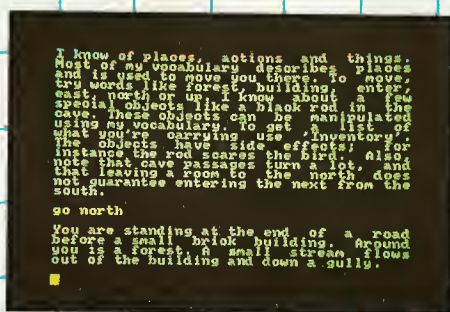 I know of places, actions and things.
Most of my vocabulary describes places
and is used to move you there. To move,
try words like forest, building, enter,
east, north or up. I know about a few
special objects like a black rod in the
cave. These objects can be manipulated
using my vocabulary. To get a list of
what you're carrying use 'Inventory'.
The objects have side effects; for
instance the rod scares the bird. Also
note that cave passages turn a lot, and
that leaving a room to the north does
not guarantee entering the next from the
south.
go north
You are standing at the end of a road
before a small brick building. Around
you is a forest. A small stream flows
out of the building and down a gully.